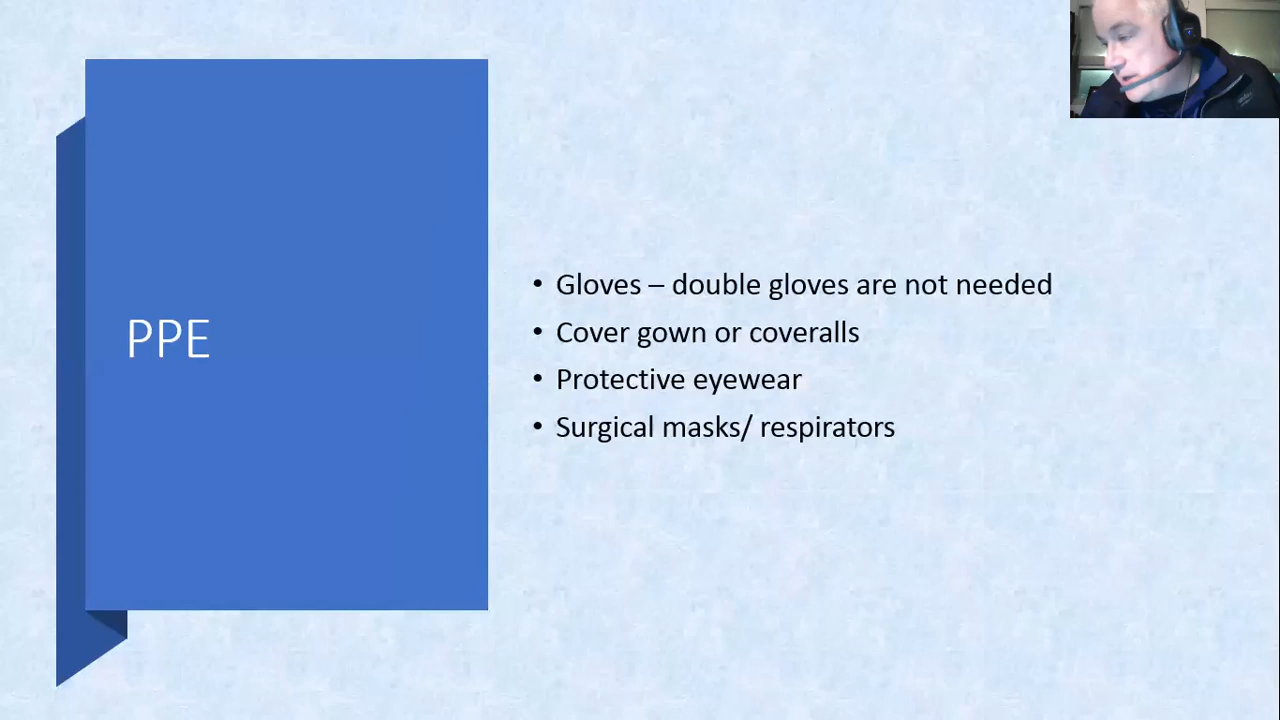 PPE
• Gloves – double gloves are not needed
• Cover gown or coveralls
• Protective eyewear
• Surgical masks/ respirators